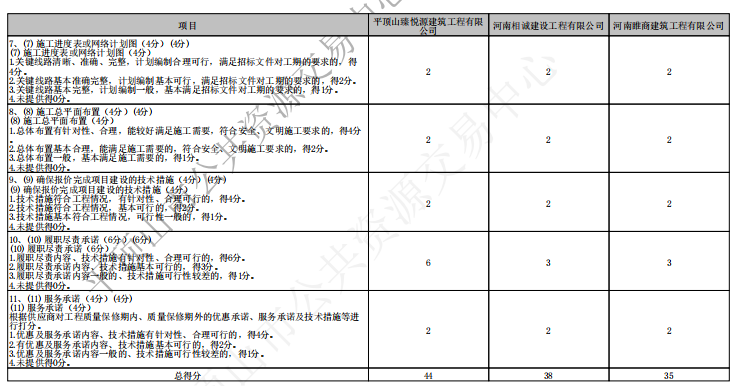 项目 平顶山臻悦源建筑工程有限公司 河南相诚建设工程有限公司 河南睢商建筑工程有限公司
7、(7)施工进度表或网络计划图（4分）(4分)
(7)施工进度表或网络计划图（4分）
1.关键线路清晰、准确、完整，计划编制合理可行，满足招标文件对工期的要求的，得4分。
2.关键线路基本准确完整，计划编制基本可行，满足招标文件对工期的要求的，得2分。
3.关键线路基本完整，计划编制一般，基本满足招标文件对工期的要求的，得1分。
4.未提供得0分。
2 2 2
8、(8)施工总平面布置（4分）(4分)
(8)施工总平面布置（4分）
1.总体布置有针对性、合理，能较好满足施工需要，符合安全、文明施工要求的，得4分。
2.总体布置基本合理，能满足施工需要的，符合安全、文明施工要求的，得2分。
3.总体布置一般，基本满足施工需要的，得1分。
4.未提供得0分。
2 2 2
9、(9)确保报价完成项目建设的技术措施（4分）(4分)
(9)确保报价完成项目建设的技术措施（4分）
1.技术措施符合工程情况，有针对性、合理可行的，得4分。
2.技术措施符合工程情况，基本可行的，得2分。
3.技术措施基本符合工程情况，可行性一般的，得1分。
4.未提供得0分。
2 2 2
10、(10)履职尽责承诺（6分）(6分)
(10)履职尽责承诺（6分）
1.履职尽责内容、技术措施有针对性、合理可行的，得6分。
2.履职尽责承诺内容、技术措施基本可行的，得3分。
3.履职尽责承诺内容一般的、技术措施可行性较差的，得1分。
4.未提供得0分。
6 3 3
11、(11)服务承诺（4分）(4分)
(11)服务承诺（4分）
根据供应商对工程质量保修期内、质量保修期外的优惠承诺、服务承诺及技术措施等进行打分。
1.优惠及服务承诺内容、技术措施有针对性、合理可行的，得4分。
2.有优惠及服务承诺内容、技术措施基本可行的，得2分。
3.优惠及服务承诺内容一般的、技术措施可行性较差的，得1分。
4.未提供得0分。
2 2 2
总得分 44 38 35
平顶山市公共资源交易中心
顶山市公共资源交易中心